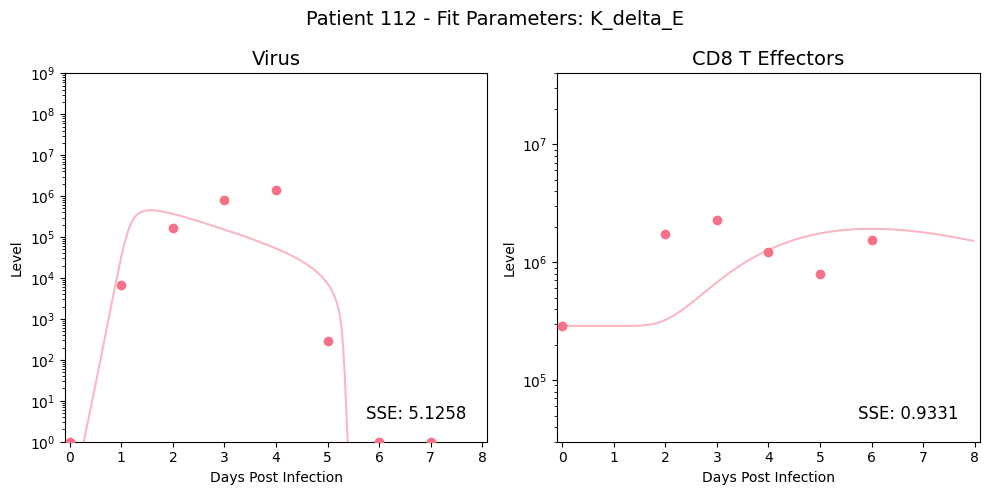 Patient 112 - Fit Parameters: K_delta_E
Virus
CD8 T Effectors
Level
10^9
10^8
10^7
10^6
10^5
10^4
10^3
10^2
10^1
10^0
SSE: 5.1258
0 1 2 3 4 5 6 7 8
Days Post Infection
Level
10^7
10^6
10^5
SSE: 0.9331
0 1 2 3 4 5 6 7 8
Days Post Infection